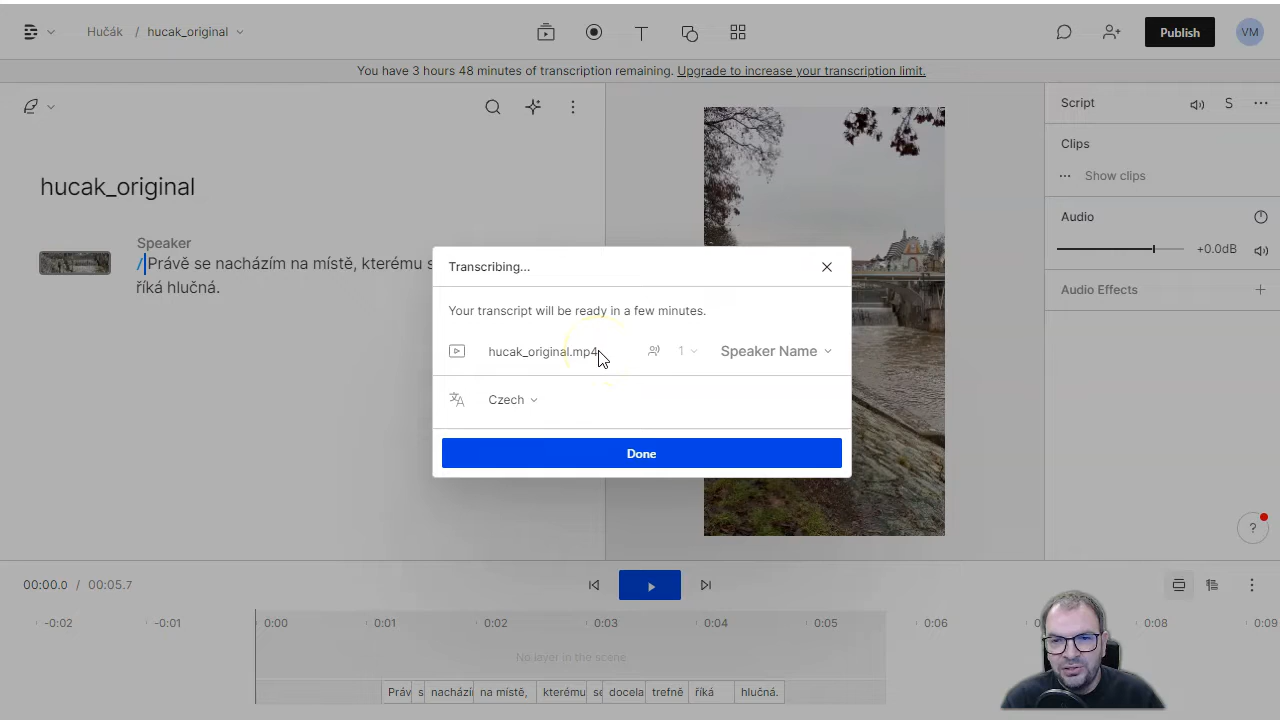 Hučák / hucak_original
T
Publish
VM
You have 3 hours 48 minutes of transcription remaining. Upgrade to increase your transcription limit.
Script
S
Clips
Show clips
Audio
+0.0dB
Audio Effects
hucak_original
Speaker
/ Právě se nacházím na místě, kterému s
říká hlučná.
Transcribing...
Your transcript will be ready in a few minutes.
hucak_original.mp4
1
Speaker Name
Czech
Done
?
00:00.0 / 00:05.7
-0:02
-0:01
0:00
0:01
0:02
0:03
0:04
0:05
0:06
0:08
0:09
No layer in the scene
Práv
s
nachází
na místě,
kterému
se
docela
trefně
říká
hlučná.